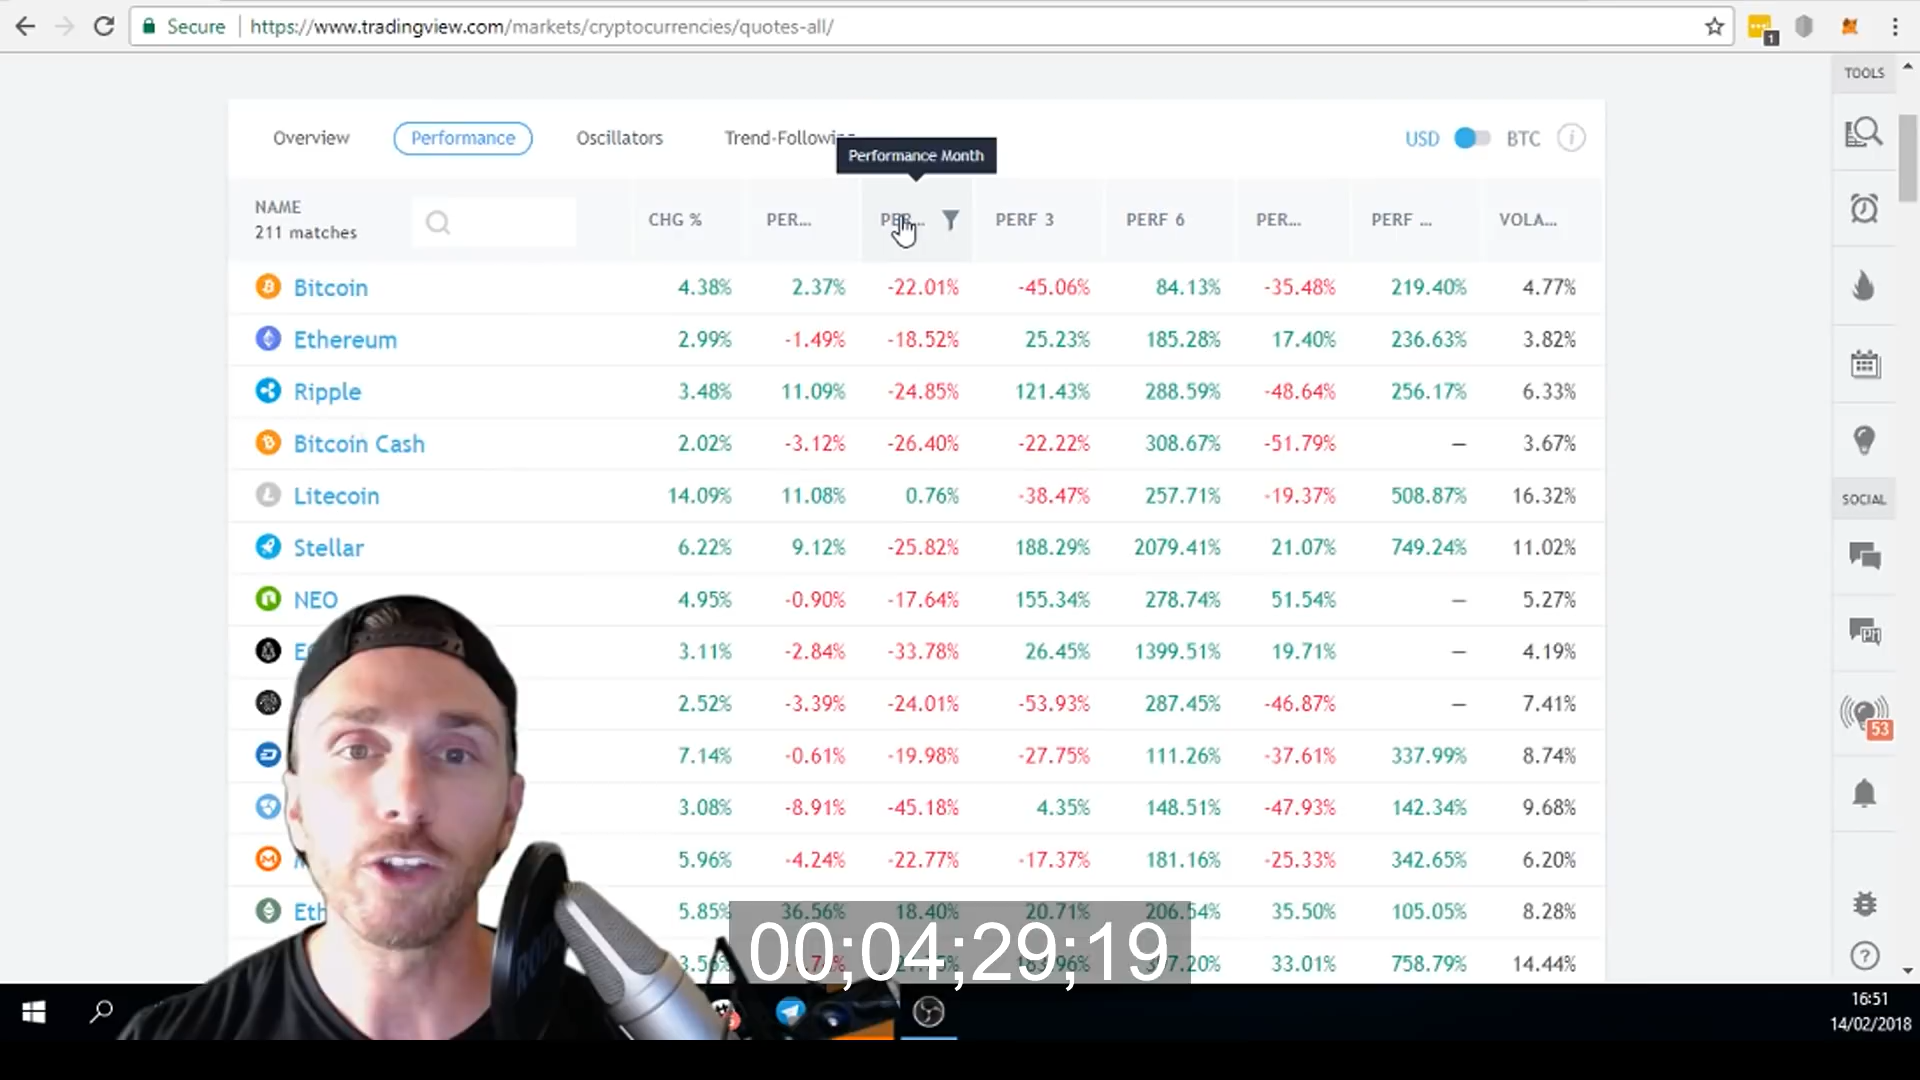 Secure https://www.tradingview.com/markets/cryptocurrencies/quotes-all/
1
TOOLS
Overview Performance Oscillators Trend-Following USD BTC
Performance Month
NAME
211 matches
CHG % PER... PER... PERF 3 PERF 6 PER... PERF ... VOLA...
Bitcoin 4.38% 2.37% -22.01% -45.06% 84.13% -35.48% 219.40% 4.77%
Ethereum 2.99% -1.49% -18.52% 25.23% 185.28% 17.40% 236.63% 3.82%
Ripple 3.48% 11.09% -24.85% 121.43% 288.59% -48.64% 256.17% 6.33%
Bitcoin Cash 2.02% -3.12% -26.40% -22.22% 308.67% -51.79% — 3.67%
Litecoin 14.09% 11.08% 0.76% -38.47% 257.71% -19.37% 508.87% 16.32%
SOCIAL
Stellar 6.22% 9.12% -25.82% 188.29% 2079.41% 21.07% 749.24% 11.02%
NEO 4.95% -0.90% -17.64% 155.34% 278.74% 51.54% — 5.27%
3.11% -2.84% -33.78% 26.45% 1399.51% 19.71% — 4.19%
2.52% -3.39% -24.01% -53.93% 287.45% -46.87% — 7.41%
53
7.14% -0.61% -19.98% -27.75% 111.26% -37.61% 337.99% 8.74%
3.08% -8.91% -45.18% 4.35% 148.51% -47.93% 142.34% 9.68%
5.96% -4.24% -22.77% -17.37% 181.16% -25.33% 342.65% 6.20%
Eth 5.85% 36.56% 18.40% 20.71% 206.54% 35.50% 105.05% 8.28%
33.01% 758.79% 14.44%
00;04;29;19
16:51
14/02/2018